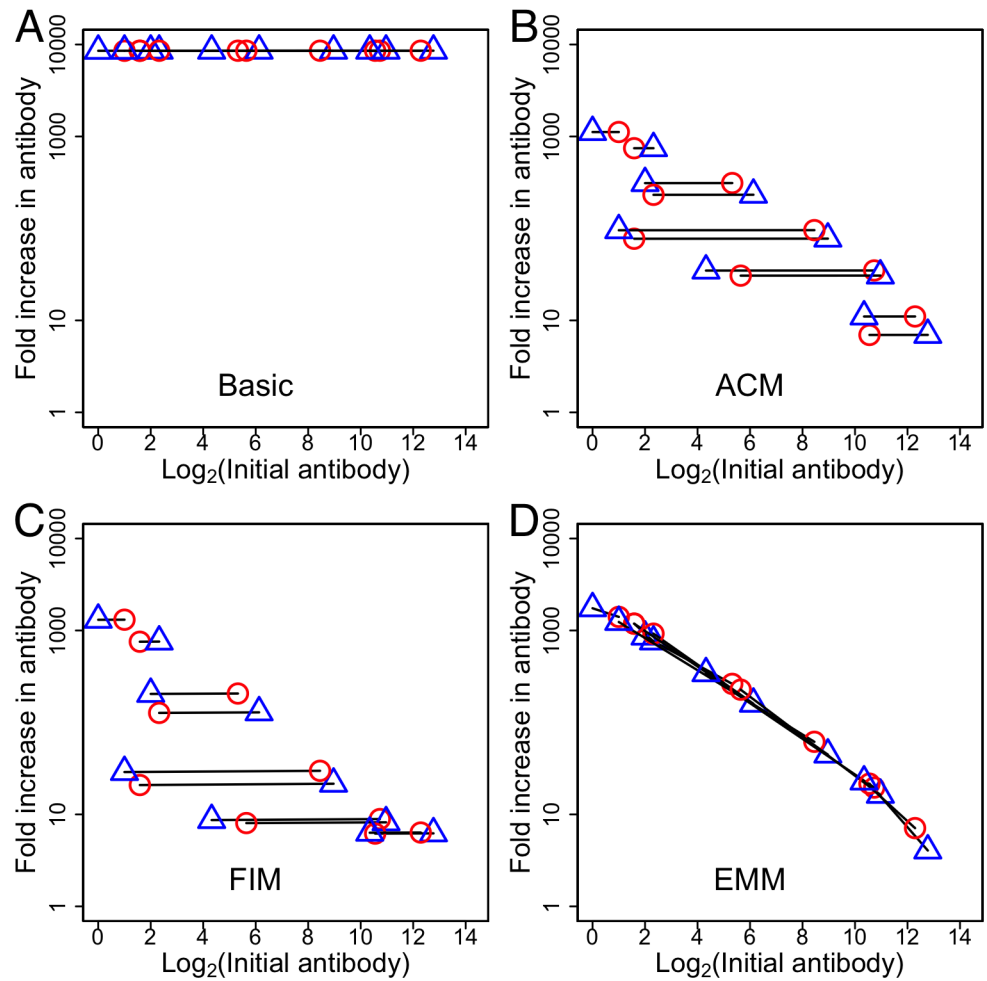 A
Fold increase in antibody
10000
1000
10
1
Basic
0 2 4 6 8 10 12 14
Log₂(Initial antibody)
B
Fold increase in antibody
10000
1000
10
1
ACM
0 2 4 6 8 10 12 14
Log₂(Initial antibody)
C
Fold increase in antibody
10000
1000
10
1
FIM
0 2 4 6 8 10 12 14
Log₂(Initial antibody)
D
Fold increase in antibody
10000
1000
10
1
EMM
0 2 4 6 8 10 12 14
Log₂(Initial antibody)